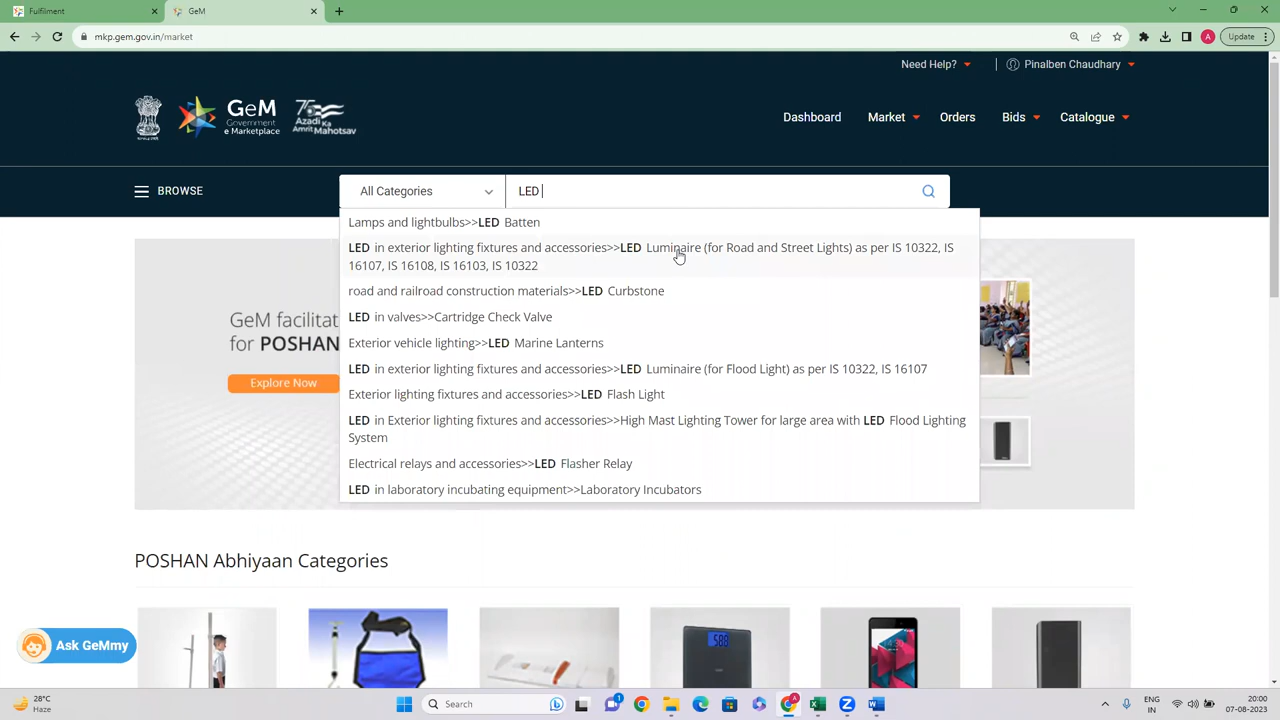 Fulfilment
GeM
Update
mkp.gem.gov.in/market
Need Help?
Pinalben Chaudhary
GeM
Government
e Marketplace
75
Azadi
Ka
Amrit Mahotsav
Dashboard
Market
Orders
Bids
Catalogue
BROWSE
All Categories
LED
Lamps and lightbulbs>>LED Batten
LED in exterior lighting fixtures and accessories>>LED Luminaire (for Road and Street Lights) as per IS 10322, IS
16107, IS 16108, IS 16103, IS 10322
road and railroad construction materials>>LED Curbstone
LED in valves>>Cartridge Check Valve
Exterior vehicle lighting>>LED Marine Lanterns
LED in exterior lighting fixtures and accessories>>LED Luminaire (for Flood Light) as per IS 10322, IS 16107
Exterior lighting fixtures and accessories>>LED Flash Light
LED in Exterior lighting fixtures and accessories>>High Mast Lighting Tower for large area with LED Flood Lighting
System
Electrical relays and accessories>>LED Flasher Relay
LED in laboratory incubating equipment>>Laboratory Incubators
GeM facilitat
for POSHAN
Explore Now
POSHAN Abhiyaan Categories
588
Ask GeMmy
28°C
Haze
Search
1
ENG
IN
20:00
07-08-2023